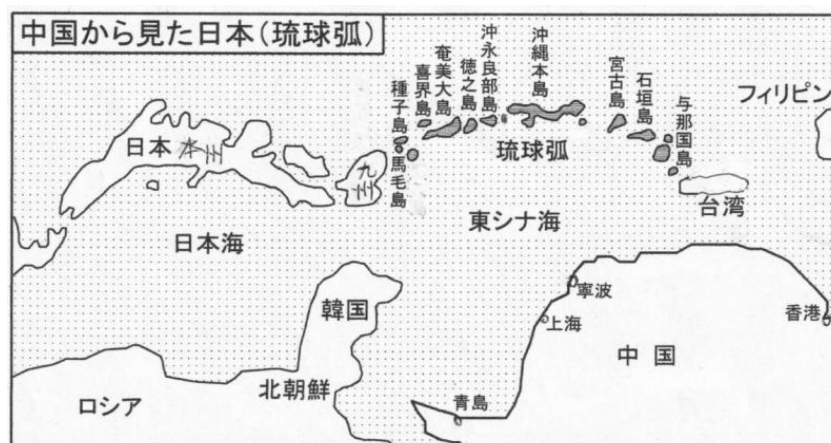 中国から見た日本(琉球弧)
種子島
喜界島
奄美大島
徳之島
沖永良部島
沖縄本島
宮古島
石垣島
与那国島
フィリピン
日本
本土
九州
馬毛島
琉球弧
台湾
日本海
東シナ海
韓国
寧波
上海
香港
中国
北朝鮮
ロシア
青島